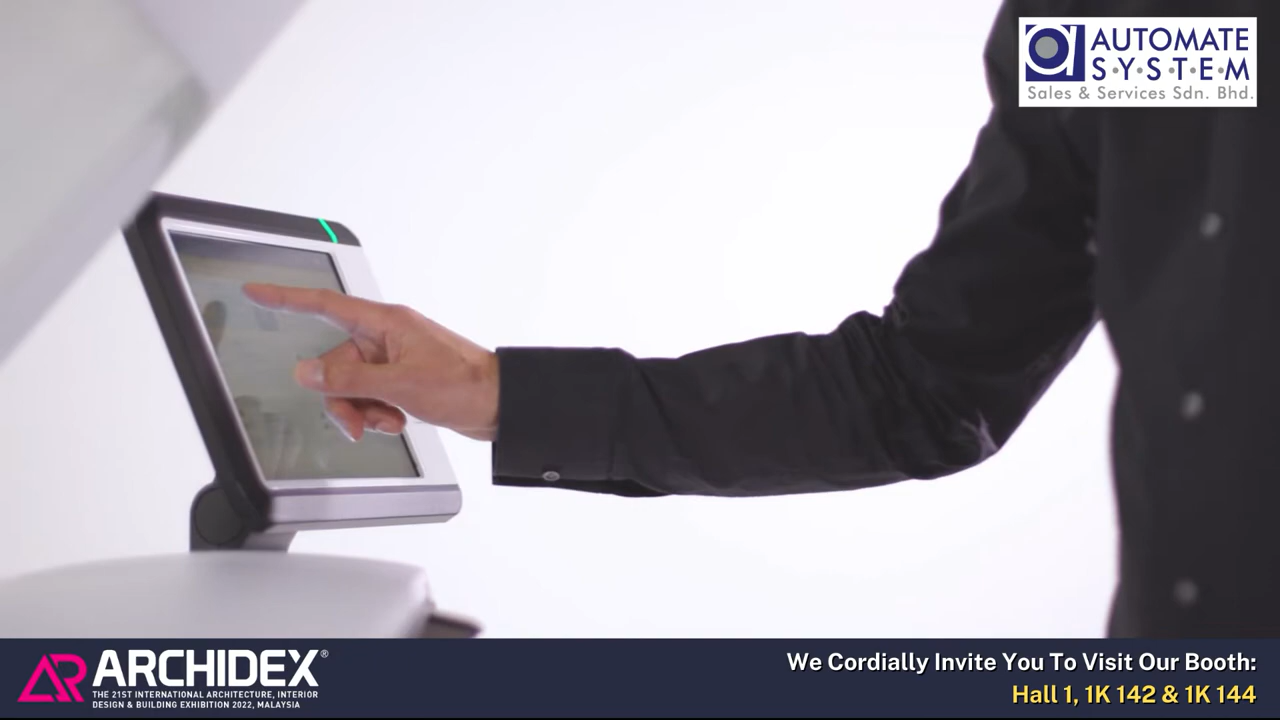 AUTOMATE
S·Y·S·T·E·M
Sales & Services Sdn. Bhd.
AR ARCHIDEX®
THE 21ST INTERNATIONAL ARCHITECTURE, INTERIOR
DESIGN & BUILDING EXHIBITION 2022, MALAYSIA
We Cordially Invite You To Visit Our Booth:
Hall 1, 1K 142 & 1K 144